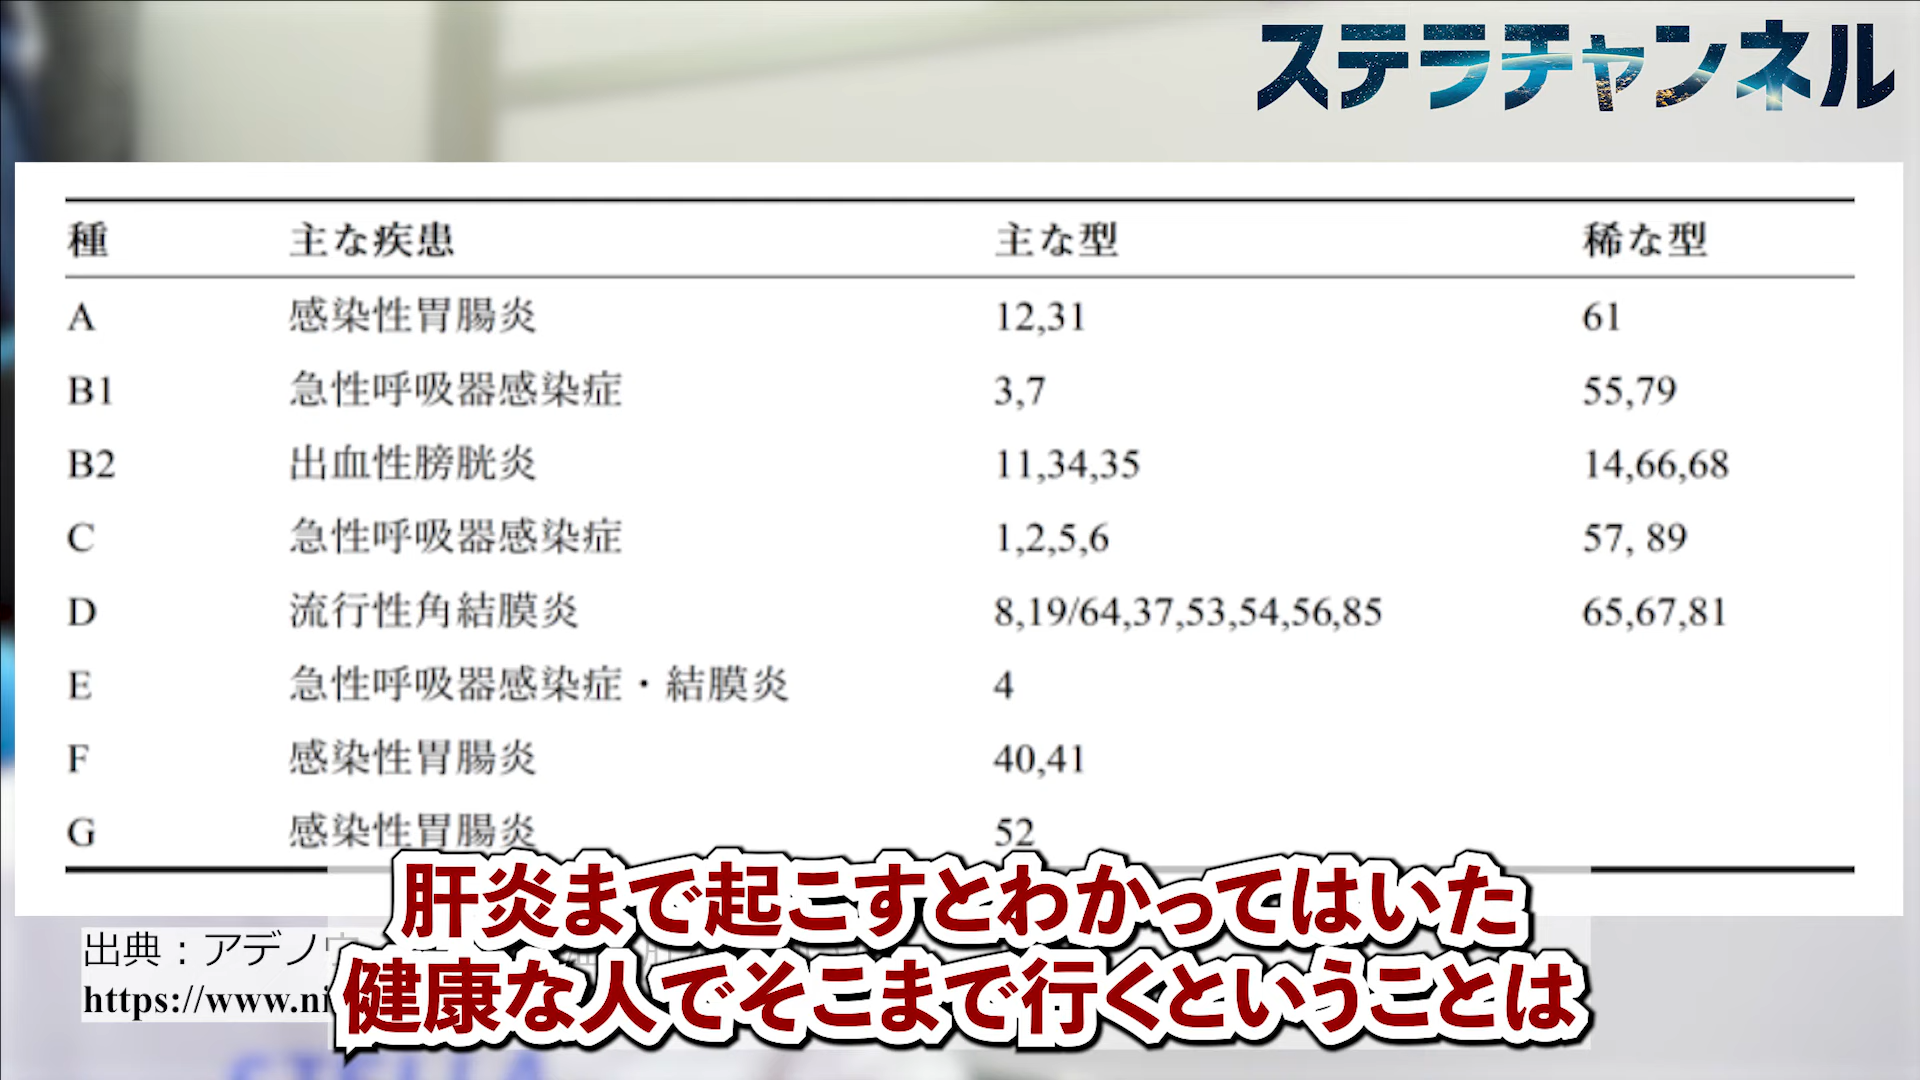 ステラチャンネル
種 主な疾患 主な型 稀な型
A 感染性胃腸炎 12,31 61
B1 急性呼吸器感染症 3,7 55,79
B2 出血性膀胱炎 11,34,35 14,66,68
C 急性呼吸器感染症 1,2,5,6 57, 89
D 流行性角結膜炎 8,19/64,37,53,54,56,85 65,67,81
E 急性呼吸器感染症・結膜炎 4
F 感染性胃腸炎 40,41
G 感染性胃腸炎 52
肝炎まで起こすとわかってはいた
健康な人でそこまで行くということは
出典：アデノウ
https://www.ni
STELLA